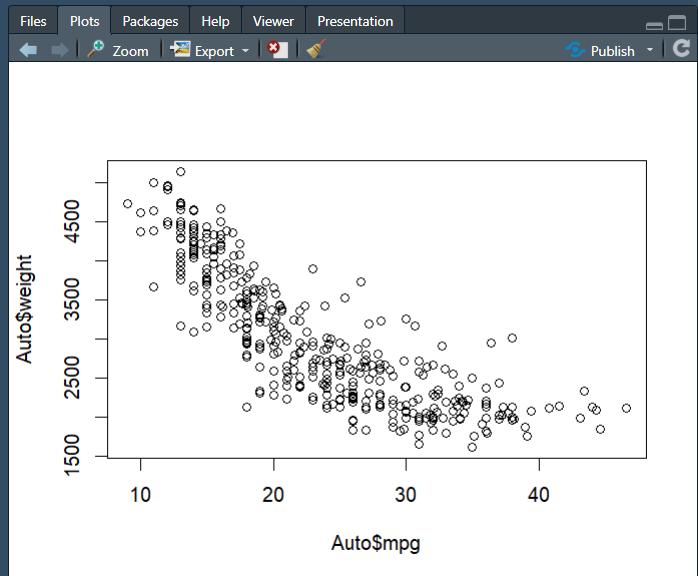 Files Plots Packages Help Viewer Presentation
Zoom Export Publish
Auto$weight
4500
3500
2500
1500
10 20 30 40
Auto$mpg